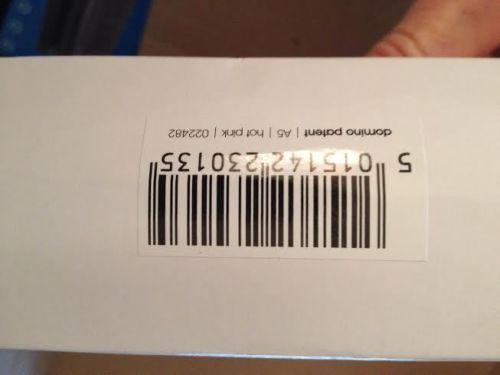 5 015142 230135
domino patent | A5 | hot pink | 022482